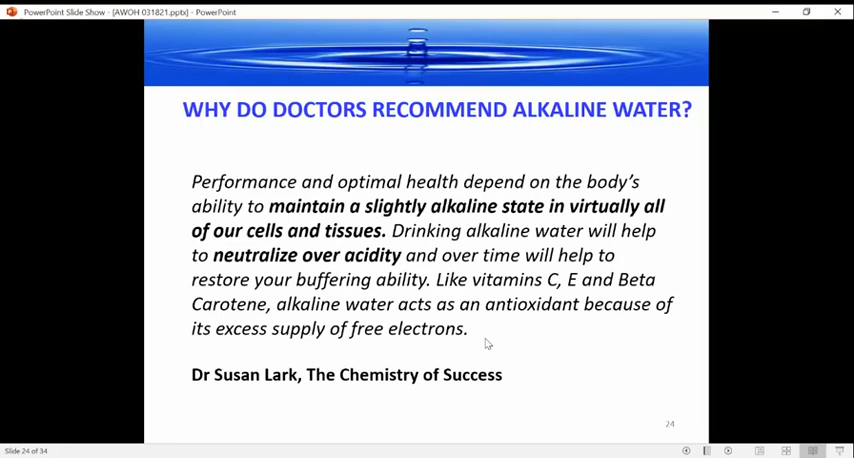 PowerPoint Slide Show - [AWOH 031821.pptx] - PowerPoint
WHY DO DOCTORS RECOMMEND ALKALINE WATER?
Performance and optimal health depend on the body's
ability to maintain a slightly alkaline state in virtually all
of our cells and tissues. Drinking alkaline water will help
to neutralize over acidity and over time will help to
restore your buffering ability. Like vitamins C, E and Beta
Carotene, alkaline water acts as an antioxidant because of
its excess supply of free electrons.
Dr Susan Lark, The Chemistry of Success
24
Slide 24 of 34